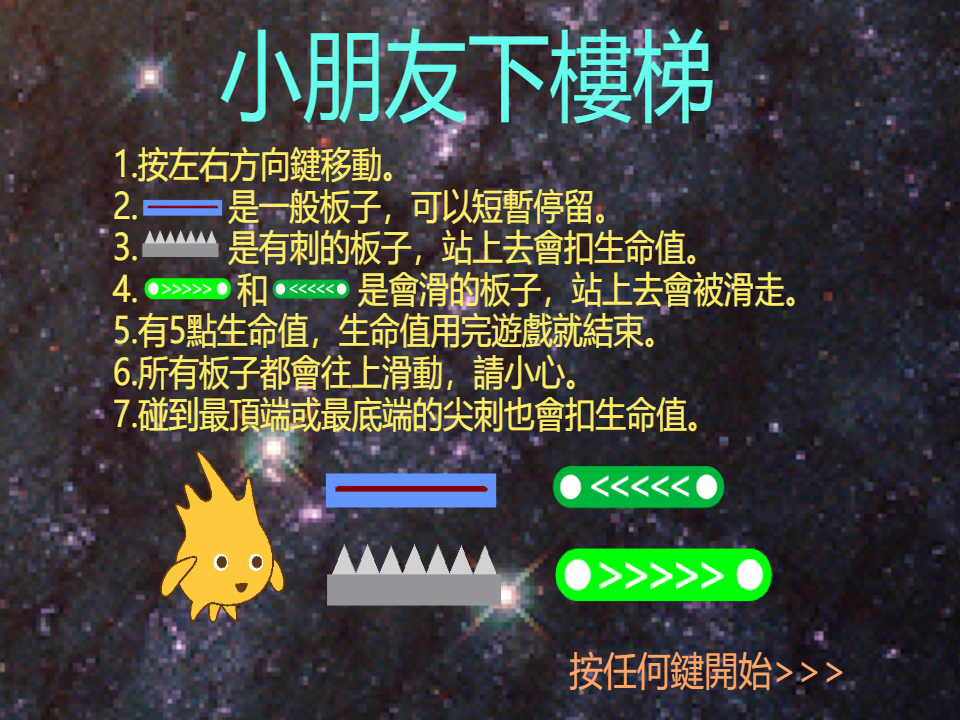 小朋友下樓梯
1.按左右方向鍵移動。
2. 是一般板子，可以短暫停留。
3. 是有刺的板子，站上去會扣生命值。
4. >>>>> 和 <<<<< 是會滑的板子，站上去會被滑走。
5.有5點生命值，生命值用完遊戲就結束。
6.所有板子都會往上滑動，請小心。
7.碰到最頂端或最底端的尖刺也會扣生命值。
<<<<<
>>>>>
按任何鍵開始>>>